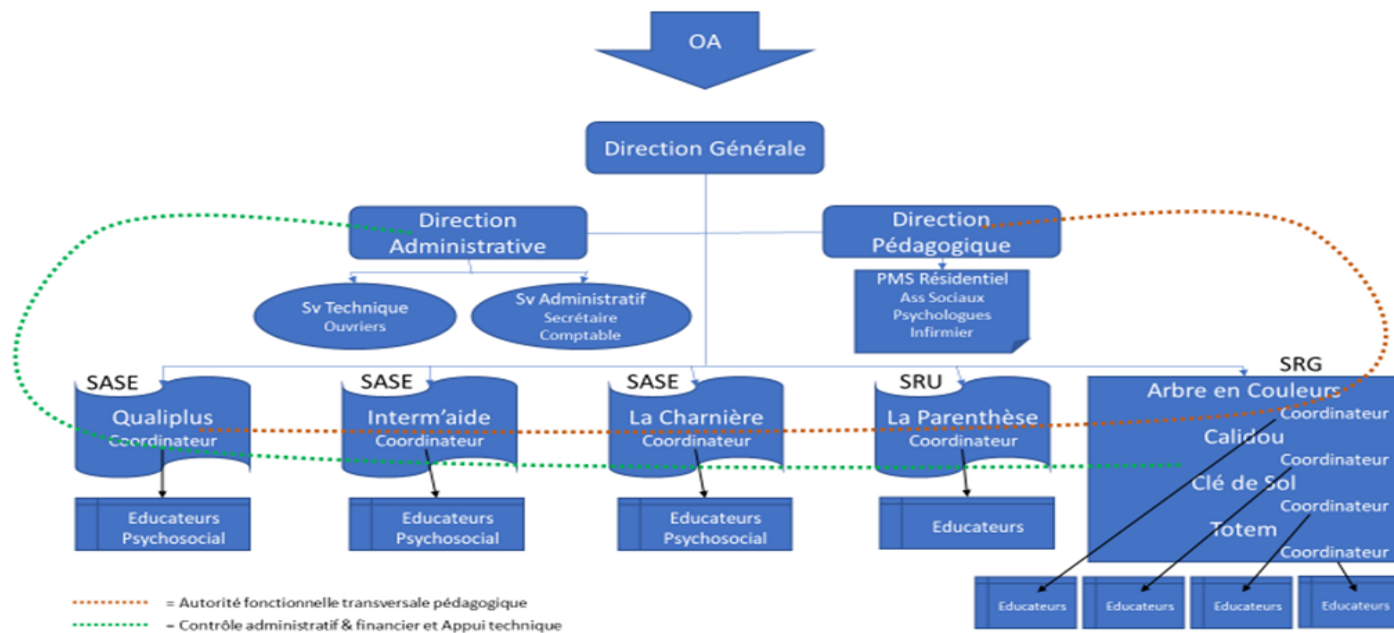 OA
Direction Générale
Direction
Administrative
Direction
Pédagogique
Sv Technique
Ouvriers
Sv Administratif
Secrétaire
Comptable
PMS Résidentiel
Ass Sociaux
Psychologues
Infirmier
SASE
Qualiplus
Coordinateur
SASE
Interm'aide
Coordinateur
SASE
La Charnière
Coordinateur
SRU
La Parenthèse
Coordinateur
SRG
Arbre en Couleurs
Coordinateur
Calidou
Coordinateur
Clé de Sol
Coordinateur
Totem
Coordinateur
Educateurs
Psychosocial
Educateurs
Psychosocial
Educateurs
Psychosocial
Educateurs
Educateurs
Educateurs
Educateurs
Educateurs
= Autorité fonctionnelle transversale pédagogique
= Contrôle administratif & financier et Appui technique